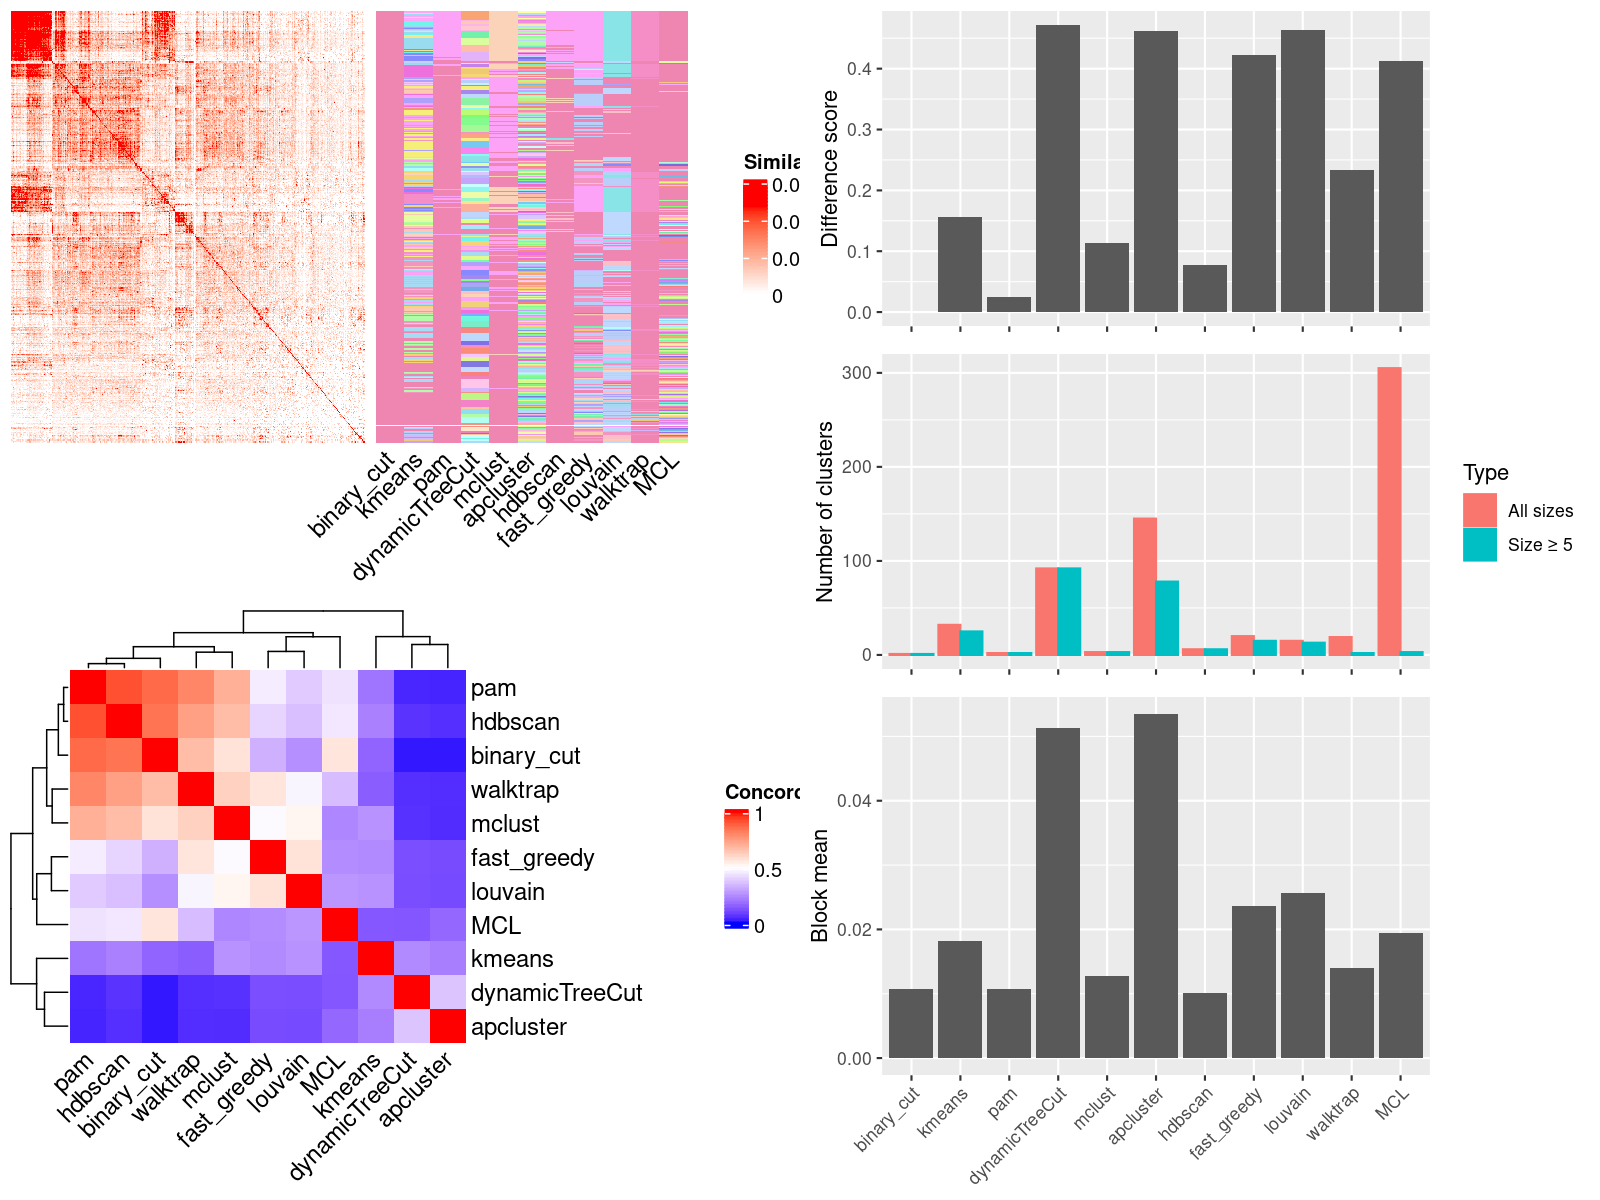 Simila
0.0
0.0
0.0
0
binary_cut
kmeans
pam
dynamicTreeCut
mclust
apcluster
hdbscan
fast_greedy
louvain
walktrap
MCL
pam
hdbscan
binary_cut
walktrap
mclust
fast_greedy
louvain
MCL
kmeans
dynamicTreeCut
apcluster
pam
hdbscan
binary_cut
walktrap
mclust
fast_greedy
louvain
MCL
kmeans
dynamicTreeCut
apcluster
Concord
1
0.5
0
Difference score
0.4
0.3
0.2
0.1
0.0
Number of clusters
300
200
100
0
Type
All sizes
Size ≥ 5
Block mean
0.04
0.02
0.00
binary_cut
kmeans
pam
dynamicTreeCut
mclust
apcluster
hdbscan
fast_greedy
louvain
walktrap
MCL